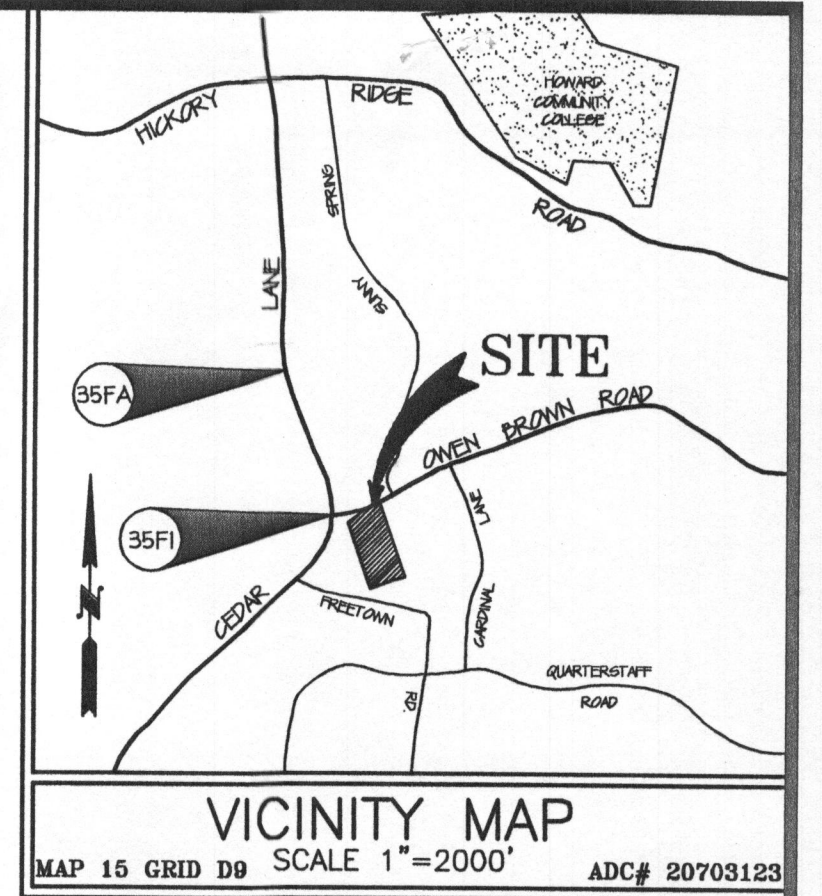 HOWARD
COMMUNITY
COLLEGE
HICKORY
RIDGE
ROAD
SPRING
SUNNY
LANE
SITE
35FA
OWEN BROWN ROAD
35F1
LANE
CARDINAL
N
CEDAR
FREETOWN
RD.
QUARTERSTAFF
ROAD
VICINITY MAP
SCALE 1"=2000'
MAP 15 GRID D9
ADC# 20703123